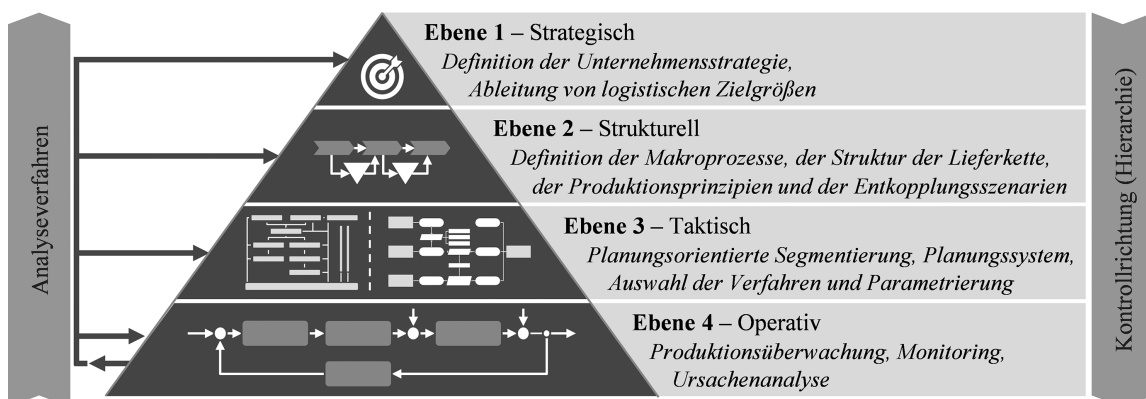 Analyseverfahren
Ebene 1 – Strategisch
Definition der Unternehmensstrategie,
Ableitung von logistischen Zielgrößen
Ebene 2 – Strukturell
Definition der Makroprozesse, der Struktur der Lieferkette,
der Produktionsprinzipien und der Entkopplungsszenarien
Ebene 3 – Taktisch
Planungsorientierte Segmentierung, Planungssystem,
Auswahl der Verfahren und Parametrierung
Ebene 4 – Operativ
Produktionsüberwachung, Monitoring,
Ursachenanalyse
Kontrollrichtung (Hierarchie)